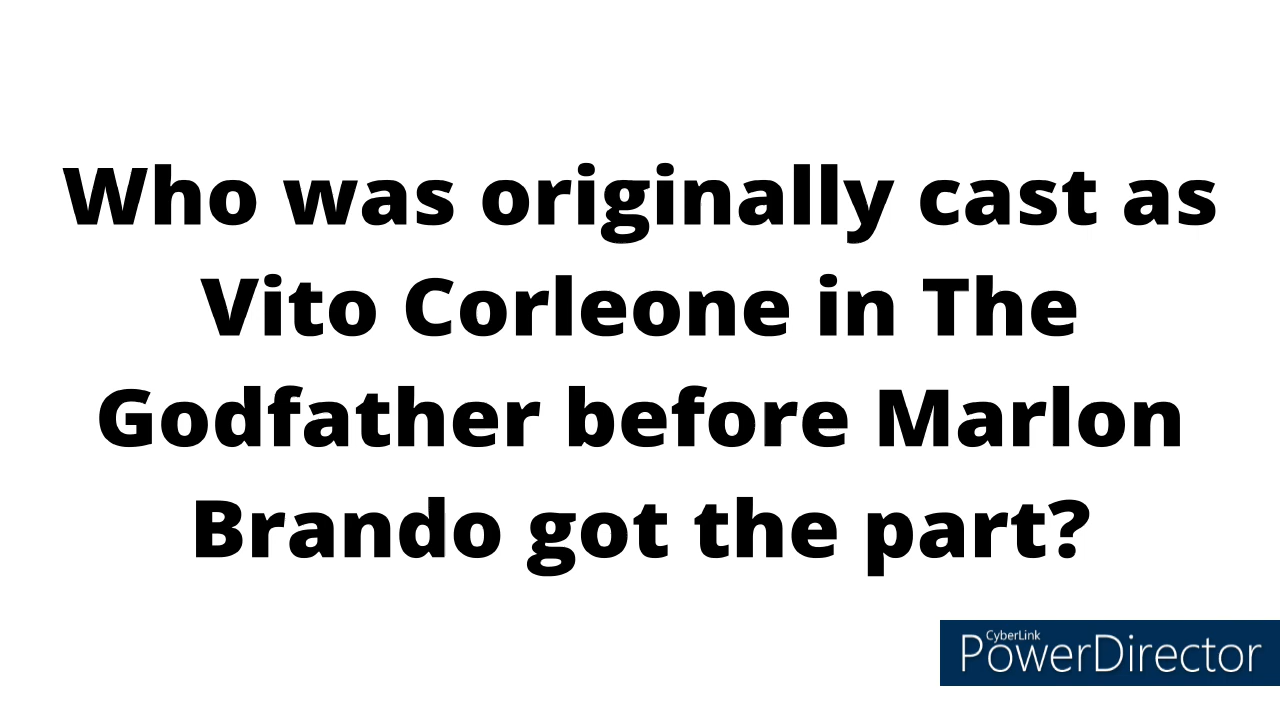 Who was originally cast as
Vito Corleone in The
Godfather before Marlon
Brando got the part?
CyberLink
PowerDirector